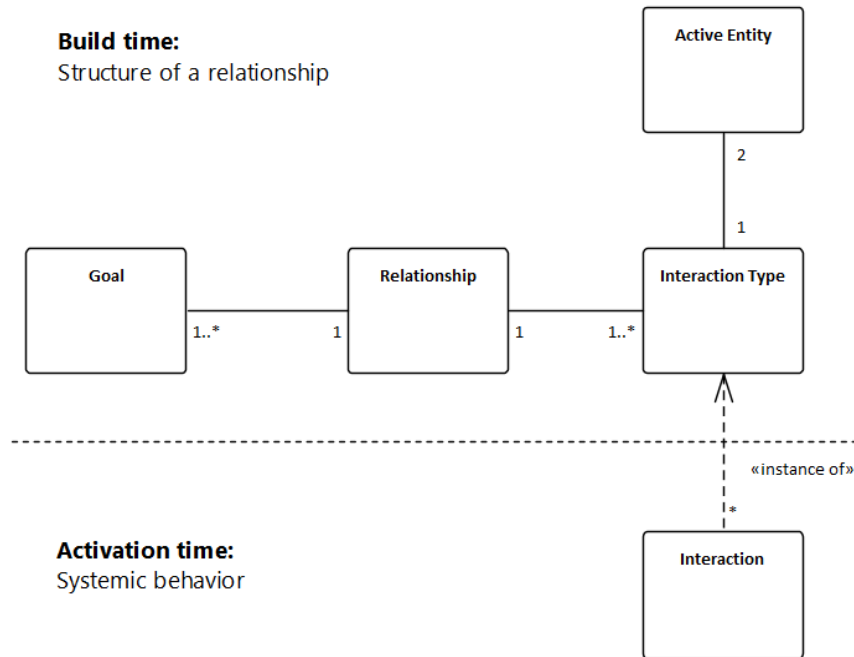 Build time:
Structure of a relationship
Active Entity
2
1
Goal
Relationship
Interaction Type
1..*
1
1
1..*
«instance of»
*
Activation time:
Systemic behavior
Interaction